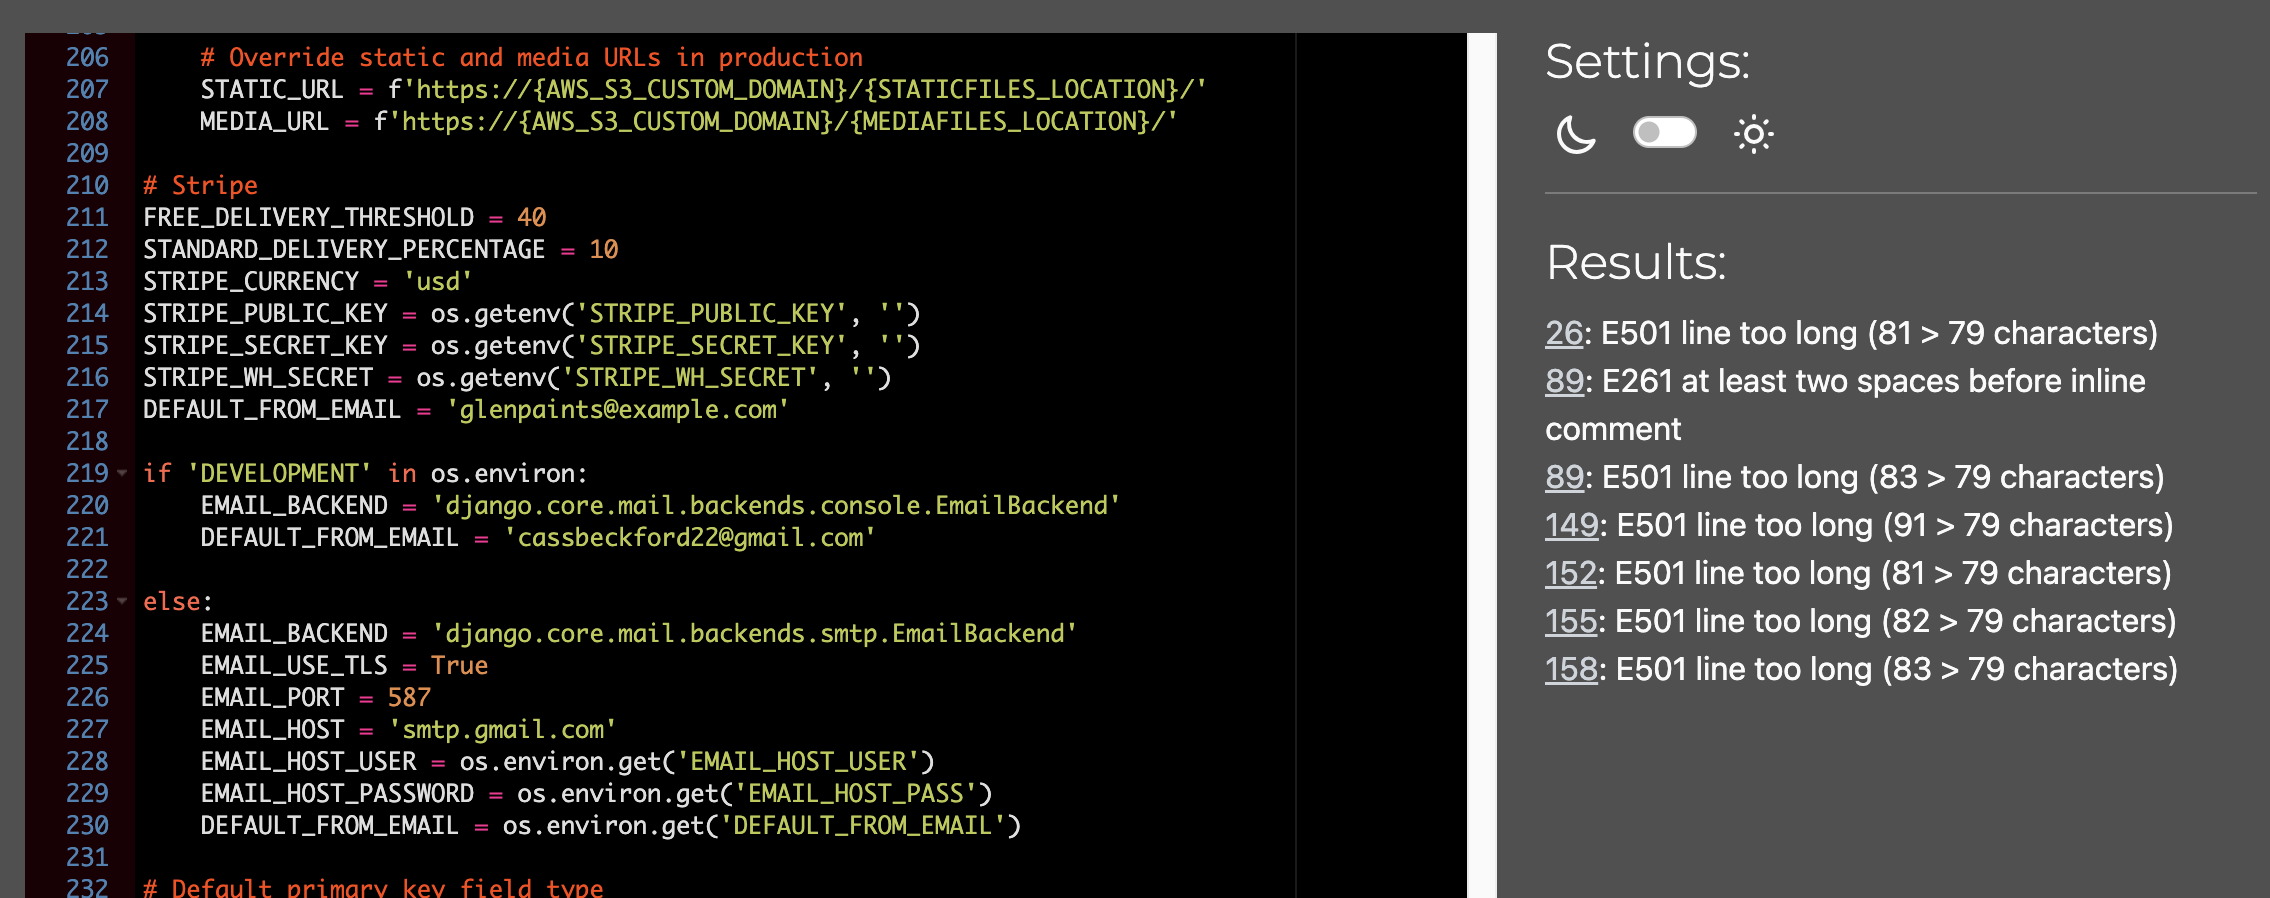 206 # Override static and media URLs in production
207 STATIC_URL = f'https://{AWS_S3_CUSTOM_DOMAIN}/{STATICFILES_LOCATION}/'
208 MEDIA_URL = f'https://{AWS_S3_CUSTOM_DOMAIN}/{MEDIAFILES_LOCATION}/'
209
210 # Stripe
211 FREE_DELIVERY_THRESHOLD = 40
212 STANDARD_DELIVERY_PERCENTAGE = 10
213 STRIPE_CURRENCY = 'usd'
214 STRIPE_PUBLIC_KEY = os.getenv('STRIPE_PUBLIC_KEY', '')
215 STRIPE_SECRET_KEY = os.getenv('STRIPE_SECRET_KEY', '')
216 STRIPE_WH_SECRET = os.getenv('STRIPE_WH_SECRET', '')
217 DEFAULT_FROM_EMAIL = 'glenpaints@example.com'
218
219 if 'DEVELOPMENT' in os.environ:
220 EMAIL_BACKEND = 'django.core.mail.backends.console.EmailBackend'
221 DEFAULT_FROM_EMAIL = 'cassbeckford22@gmail.com'
222
223 else:
224 EMAIL_BACKEND = 'django.core.mail.backends.smtp.EmailBackend'
225 EMAIL_USE_TLS = True
226 EMAIL_PORT = 587
227 EMAIL_HOST = 'smtp.gmail.com'
228 EMAIL_HOST_USER = os.environ.get('EMAIL_HOST_USER')
229 EMAIL_HOST_PASSWORD = os.environ.get('EMAIL_HOST_PASS')
230 DEFAULT_FROM_EMAIL = os.environ.get('DEFAULT_FROM_EMAIL')
231
232 # Default primary key field type
Settings:
Results:
26: E501 line too long (81 > 79 characters)
89: E261 at least two spaces before inline
comment
89: E501 line too long (83 > 79 characters)
149: E501 line too long (91 > 79 characters)
152: E501 line too long (81 > 79 characters)
155: E501 line too long (82 > 79 characters)
158: E501 line too long (83 > 79 characters)